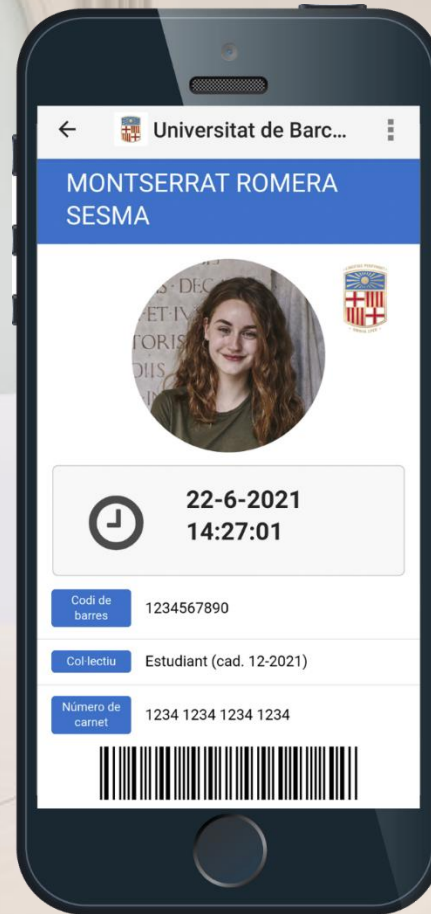 Universitat de Barc...
MONTSERRAT ROMERA
SESMA
22-6-2021
14:27:01
Codi de
barres
1234567890
Col·lectiu
Estudiant (cad. 12-2021)
Número de
carnet
1234 1234 1234 1234